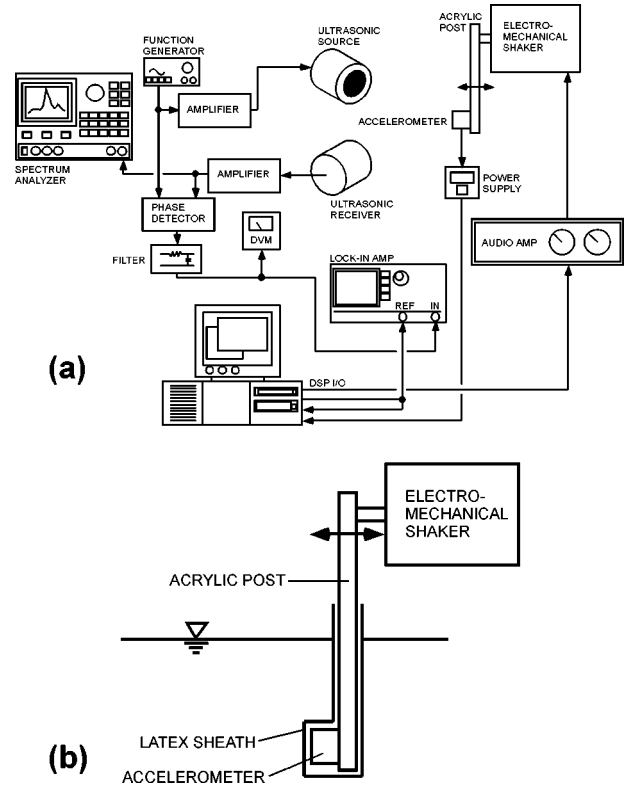 FUNCTION
GENERATOR
ULTRASONIC
SOURCE
ACRYLIC
POST
ELECTRO-
MECHANICAL
SHAKER
AMPLIFIER
ACCELEROMETER
SPECTRUM
ANALYZER
AMPLIFIER
ULTRASONIC
RECEIVER
POWER
SUPPLY
PHASE
DETECTOR
DVM
AUDIO AMP
FILTER
LOCK-IN AMP
REF IN
(a)
DSP I/O
ELECTRO-
MECHANICAL
SHAKER
ACRYLIC POST
LATEX SHEATH
(b)
ACCELEROMETER